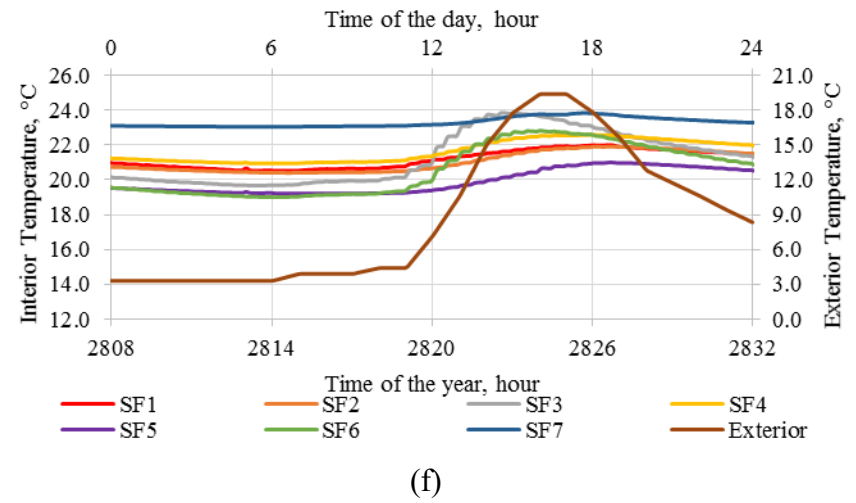 Time of the day, hour
0 6 12 18 24
26.0 21.0
24.0 18.0
22.0 15.0
20.0 12.0
18.0 9.0
16.0 6.0
14.0 3.0
12.0 0.0
Interior Temperature, °C
Exterior Temperature, °C
2808 2814 2820 2826 2832
Time of the year, hour
SF1 SF2 SF3 SF4
SF5 SF6 SF7 Exterior
(f)